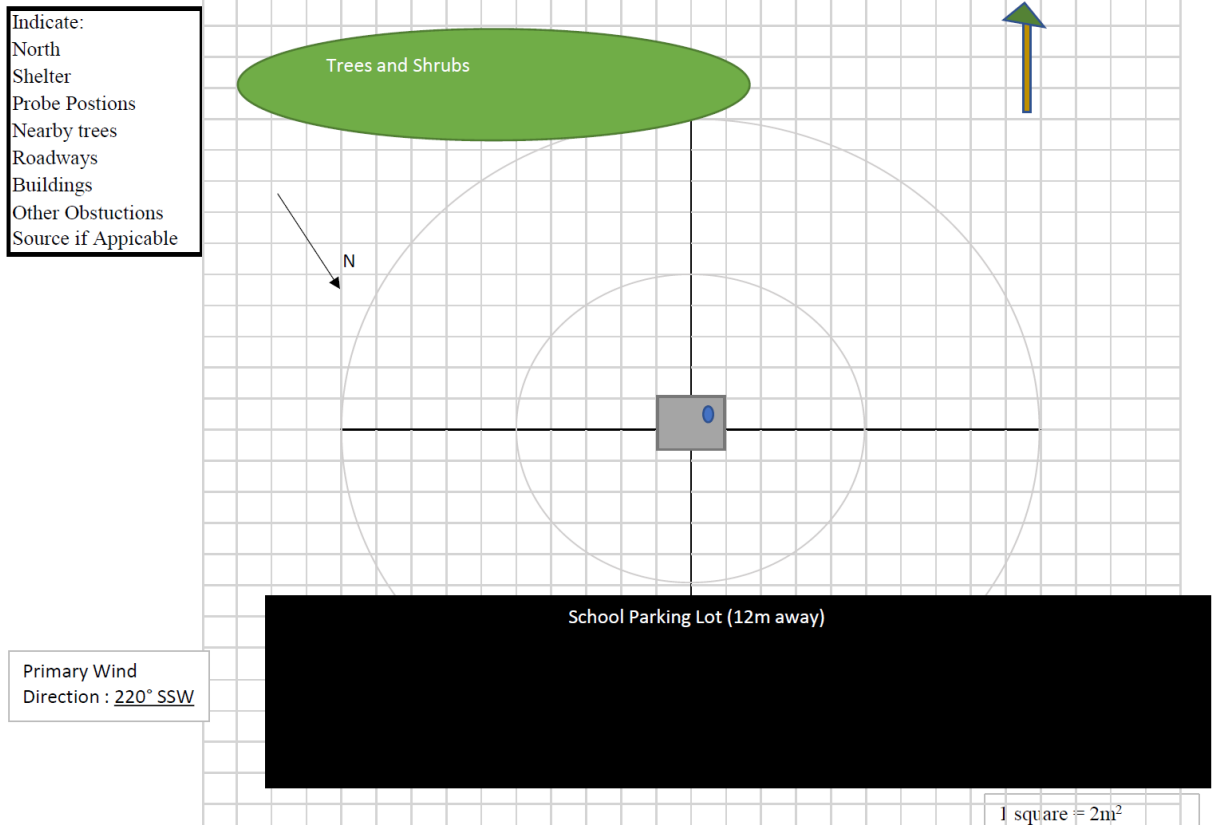 Indicate:
North
Shelter
Probe Postions
Nearby trees
Roadways
Buildings
Other Obstuctions
Source if Appicable
Trees and Shrubs
N
School Parking Lot (12m away)
Primary Wind
Direction : 220° SSW
1 square = 2m²